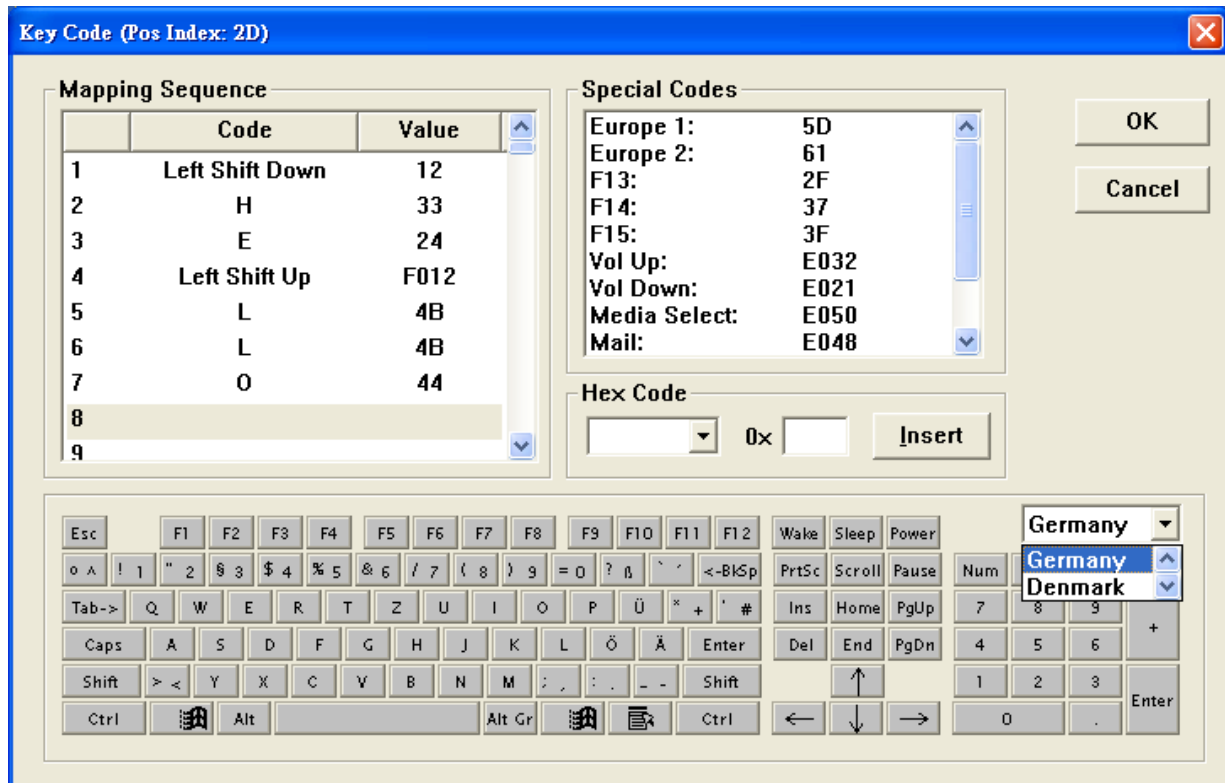 Key Code (Pos Index: 2D)
Mapping Sequence
Code Value
1 Left Shift Down 12
2 H 33
3 E 24
4 Left Shift Up F012
5 L 4B
6 L 4B
7 O 44
8
9
Special Codes
Europe 1: 5D
Europe 2: 61
F13: 2F
F14: 37
F15: 3F
Vol Up: E032
Vol Down: E021
Media Select: E050
Mail: E048
OK
Cancel
Hex Code
0x Insert
Germany
Germany
Denmark
Esc F1 F2 F3 F4 F5 F6 F7 F8 F9 F10 F11 F12 Wake Sleep Power
o ^ ! 1 " 2 § 3 $ 4 % 5 & 6 / 7 ( 8 ) 9 = 0 ? ß ` ´ <-BkSp PrtSc Scroll Pause Num
Tab-> Q W E R T Z U I O P Ü * + ' # Ins Home PgUp 7 8 9 +
Caps A S D F G H J K L Ö Ä Enter Del End PgDn 4 5 6
Shift > < Y X C V B N M ; , : . _ - Shift ↑ 1 2 3 Enter
Ctrl Alt Alt Gr Ctrl ← ↓ → 0 .